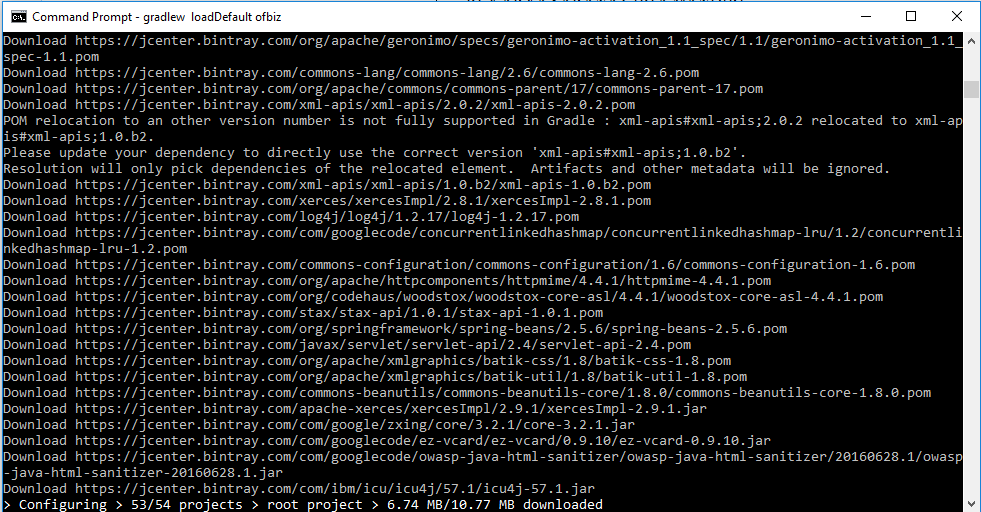 Command Prompt - gradlew  loadDefault ofbiz
Download https://jcenter.bintray.com/org/apache/geronimo/specs/geronimo-activation_1.1_spec/1.1/geronimo-activation_1.1_
spec-1.1.pom
Download https://jcenter.bintray.com/commons-lang/commons-lang/2.6/commons-lang-2.6.pom
Download https://jcenter.bintray.com/org/apache/commons/commons-parent/17/commons-parent-17.pom
Download https://jcenter.bintray.com/xml-apis/xml-apis/2.0.2/xml-apis-2.0.2.pom
POM relocation to an other version number is not fully supported in Gradle : xml-apis#xml-apis;2.0.2 relocated to xml-ap
is#xml-apis;1.0.b2.
Please update your dependency to directly use the correct version 'xml-apis#xml-apis;1.0.b2'.
Resolution will only pick dependencies of the relocated element.  Artifacts and other metadata will be ignored.
Download https://jcenter.bintray.com/xml-apis/xml-apis/1.0.b2/xml-apis-1.0.b2.pom
Download https://jcenter.bintray.com/xerces/xercesImpl/2.8.1/xercesImpl-2.8.1.pom
Download https://jcenter.bintray.com/log4j/log4j/1.2.17/log4j-1.2.17.pom
Download https://jcenter.bintray.com/com/googlecode/concurrentlinkedhashmap/concurrentlinkedhashmap-lru/1.2/concurrentli
nkedhashmap-lru-1.2.pom
Download https://jcenter.bintray.com/commons-configuration/commons-configuration/1.6/commons-configuration-1.6.pom
Download https://jcenter.bintray.com/org/apache/httpcomponents/httpmime/4.4.1/httpmime-4.4.1.pom
Download https://jcenter.bintray.com/org/codehaus/woodstox/woodstox-core-asl/4.4.1/woodstox-core-asl-4.4.1.pom
Download https://jcenter.bintray.com/stax/stax-api/1.0.1/stax-api-1.0.1.pom
Download https://jcenter.bintray.com/org/springframework/spring-beans/2.5.6/spring-beans-2.5.6.pom
Download https://jcenter.bintray.com/javax/servlet/servlet-api/2.4/servlet-api-2.4.pom
Download https://jcenter.bintray.com/org/apache/xmlgraphics/batik-css/1.8/batik-css-1.8.pom
Download https://jcenter.bintray.com/org/apache/xmlgraphics/batik-util/1.8/batik-util-1.8.pom
Download https://jcenter.bintray.com/commons-beanutils/commons-beanutils-core/1.8.0/commons-beanutils-core-1.8.0.pom
Download https://jcenter.bintray.com/apache-xerces/xercesImpl/2.9.1/xercesImpl-2.9.1.jar
Download https://jcenter.bintray.com/com/google/zxing/core/3.2.1/core-3.2.1.jar
Download https://jcenter.bintray.com/com/googlecode/ez-vcard/ez-vcard/0.9.10/ez-vcard-0.9.10.jar
Download https://jcenter.bintray.com/com/googlecode/owasp-java-html-sanitizer/owasp-java-html-sanitizer/20160628.1/owasp
-java-html-sanitizer-20160628.1.jar
Download https://jcenter.bintray.com/com/ibm/icu/icu4j/57.1/icu4j-57.1.jar
> Configuring > 53/54 projects > root project > 6.74 MB/10.77 MB downloaded